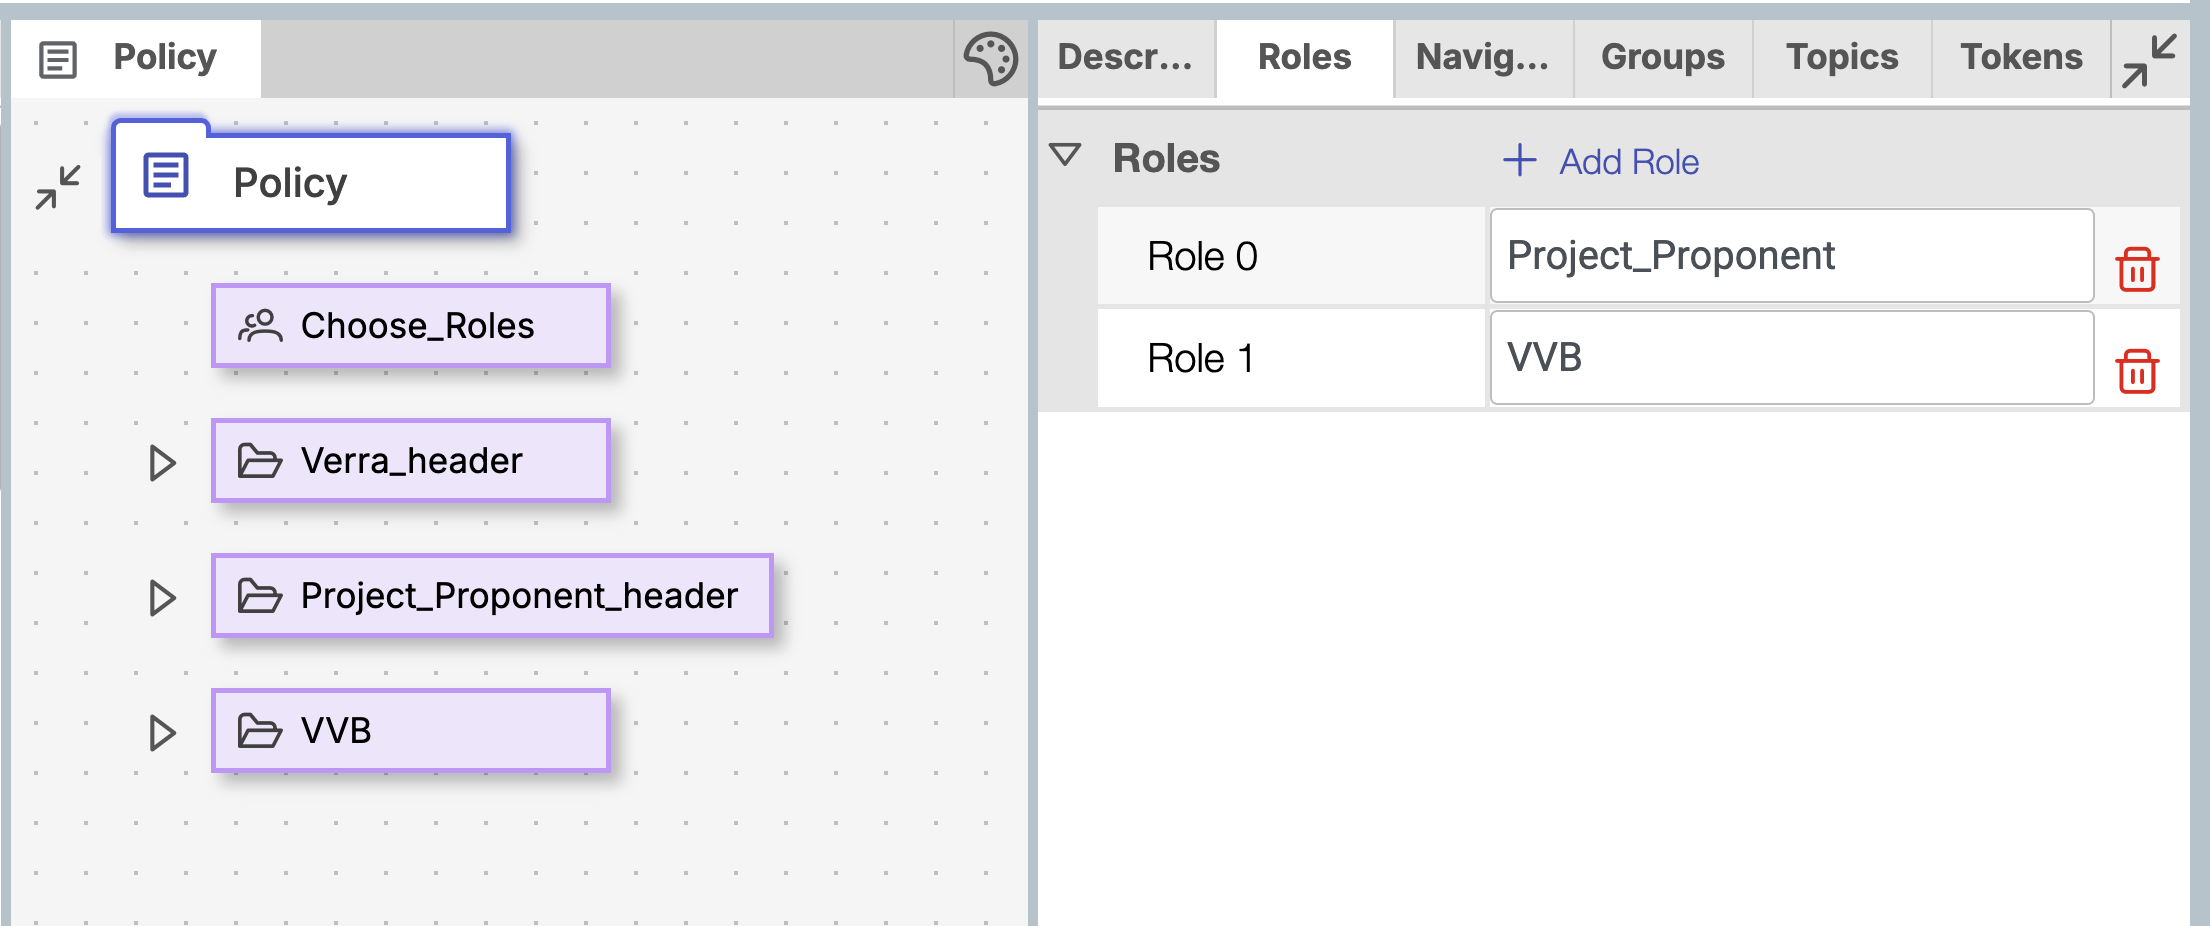 Policy
Policy
Choose_Roles
Verra_header
Project_Proponent_header
VVB
Descr...
Roles
Navig...
Groups
Topics
Tokens
Roles
Add Role
Role 0
Project_Proponent
Role 1
VVB